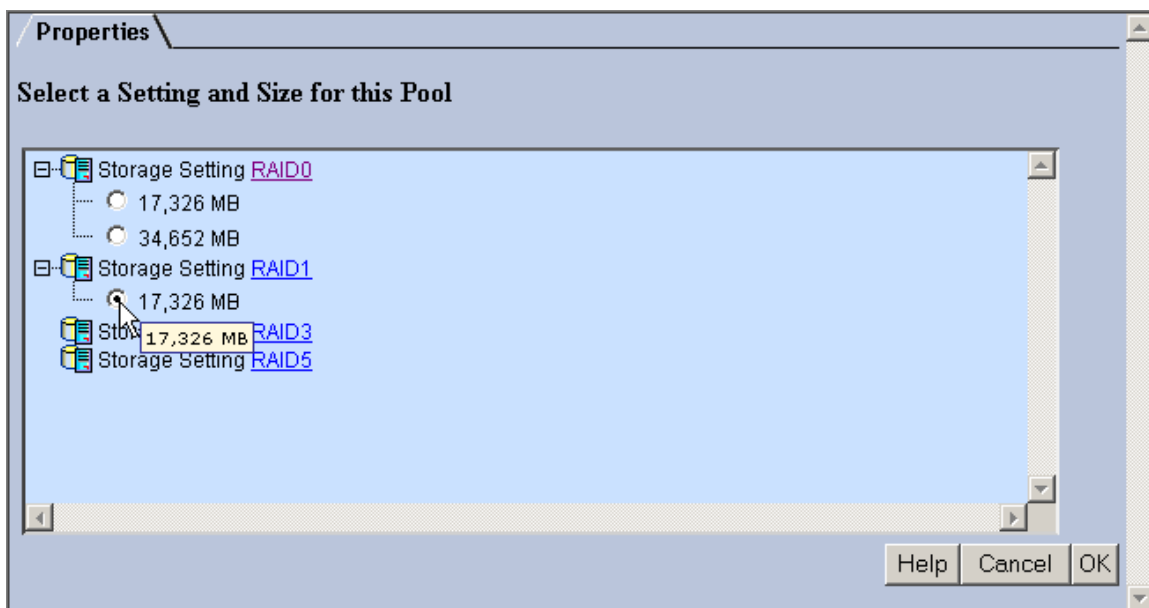 Properties
Select a Setting and Size for this Pool
Storage Setting RAID0
17,326 MB
34,652 MB
Storage Setting RAID1
17,326 MB
RAID3
17,326 MB
Storage Setting RAID5
Help Cancel OK